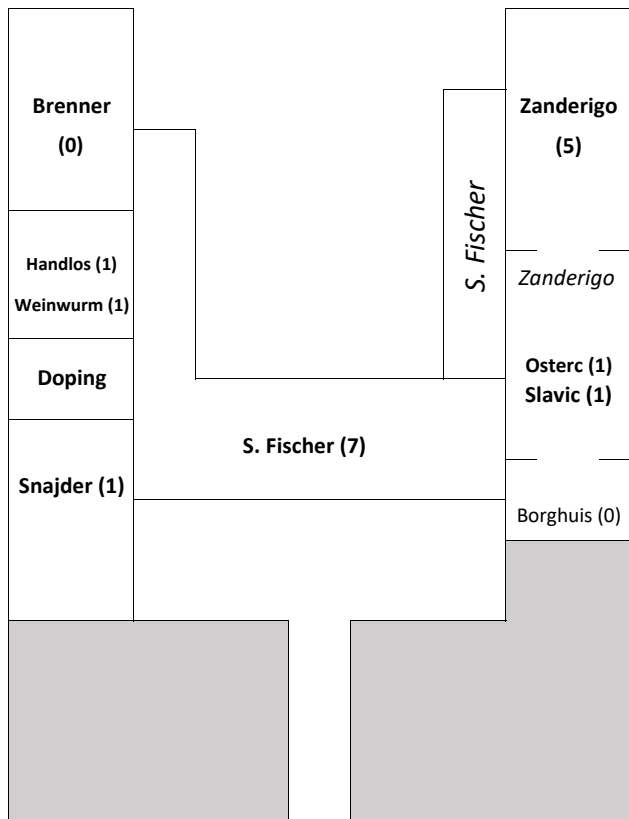 Brenner
(0)
Handlos (1)
Weinwurm (1)
Doping
Snajder (1)
S. Fischer (7)
S. Fischer
Zanderigo
(5)
Zanderigo
Osterc (1)
Slavic (1)
Borghuis (0)